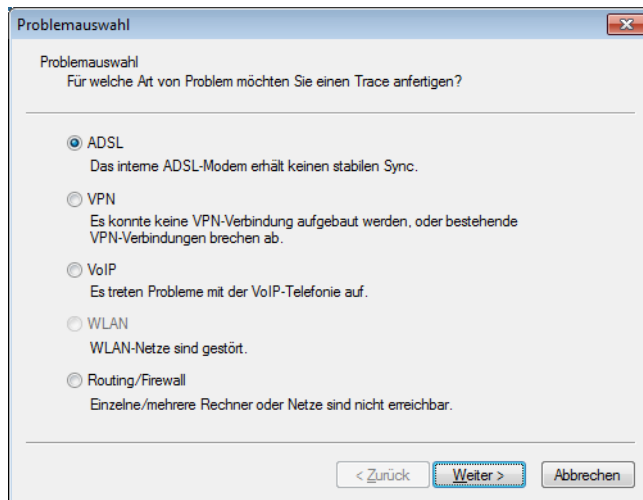 Problemauswahl
Problemauswahl
Für welche Art von Problem möchten Sie einen Trace anfertigen?
ADSL
Das interne ADSL-Modem erhält keinen stabilen Sync.
VPN
Es konnte keine VPN-Verbindung aufgebaut werden, oder bestehende
VPN-Verbindungen brechen ab.
VoIP
Es treten Probleme mit der VoIP-Telefonie auf.
WLAN
WLAN-Netze sind gestört.
Routing/Firewall
Einzelne/mehrere Rechner oder Netze sind nicht erreichbar.
< Zurück Weiter > Abbrechen